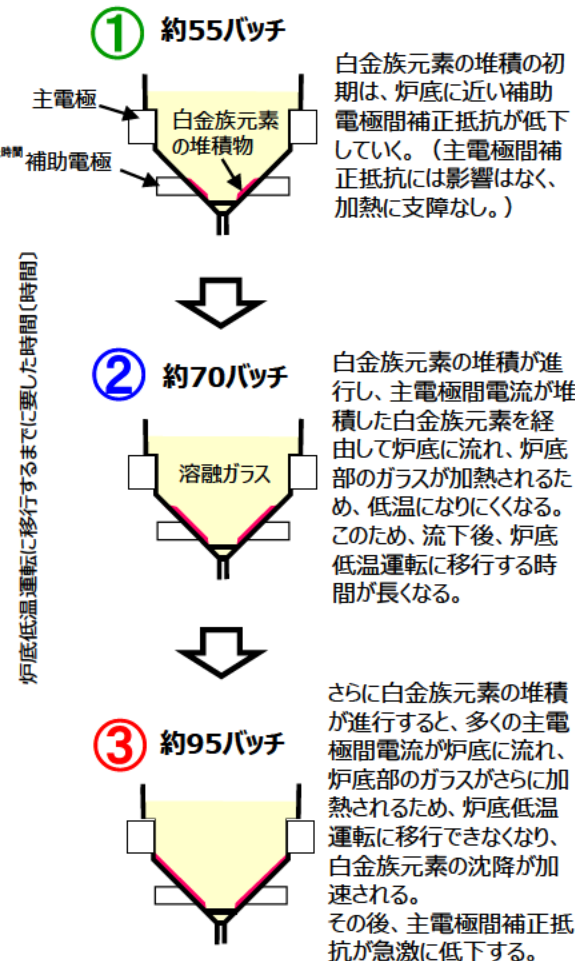 ① 約55バッチ
主電極
白金族元素
の堆積物
時間
補助電極
白金族元素の堆積の初
期は、炉底に近い補助
電極間補正抵抗が低下
していく。（主電極間補
正抵抗には影響はなく、
加熱に支障なし。）
炉底低温運転に移行するまでに要した時間[時間]
② 約70バッチ
溶融ガラス
白金族元素の堆積が進
行し、主電極間電流が堆
積した白金族元素を経
由して炉底に流れ、炉底
部のガラスが加熱されるた
め、低温になりにくくなる。
このため、流下後、炉底
低温運転に移行する時
間が長くなる。
③ 約95バッチ
さらに白金族元素の堆積
が進行すると、多くの主電
極間電流が炉底に流れ、
炉底部のガラスがさらに加
熱されるため、炉底低温
運転に移行できなくなり、
白金族元素の沈降が加
速される。
その後、主電極間補正抵
抗が急激に低下する。